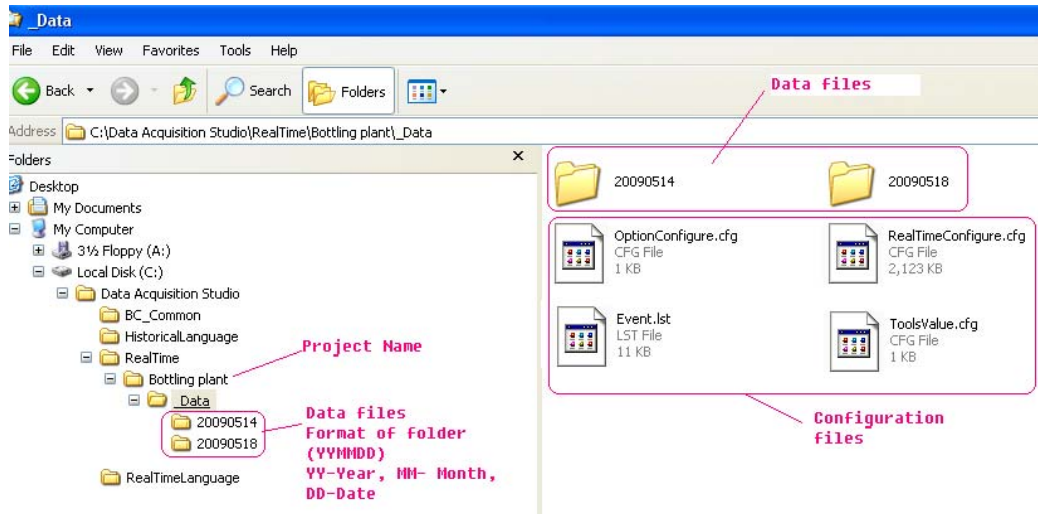 _Data
File Edit View Favorites Tools Help
Back Search Folders
Data files
Address C:\Data Acquisition Studio\RealTime\Bottling plant\_Data
Folders x
Desktop
My Documents
My Computer
3½ Floppy (A:)
Local Disk (C:)
Data Acquisition Studio
BC_Common
HistoricalLanguage
RealTime
Bottling plant
_Data
20090514
20090518
RealTimeLanguage
Project Name
Data files
Format of folder
(YYMMDD)
YY-Year, MM- Month,
DD-Date
20090514
20090518
OptionConfigure.cfg
CFG File
1 KB
RealTimeConfigure.cfg
CFG File
2,123 KB
Event.lst
LST File
11 KB
ToolsValue.cfg
CFG File
1 KB
Configuration
files